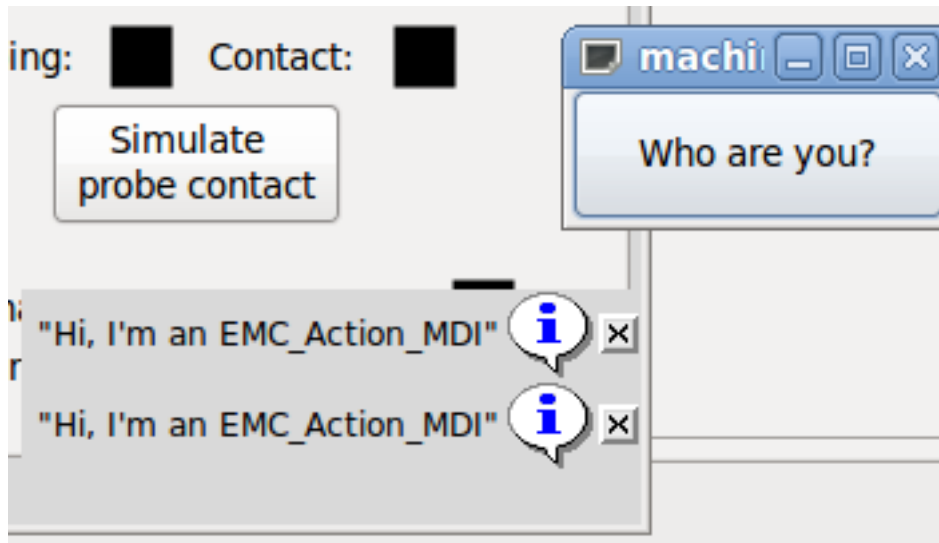 ing: Contact:
machi
Simulate
probe contact
Who are you?
"Hi, I'm an EMC_Action_MDI"
"Hi, I'm an EMC_Action_MDI"